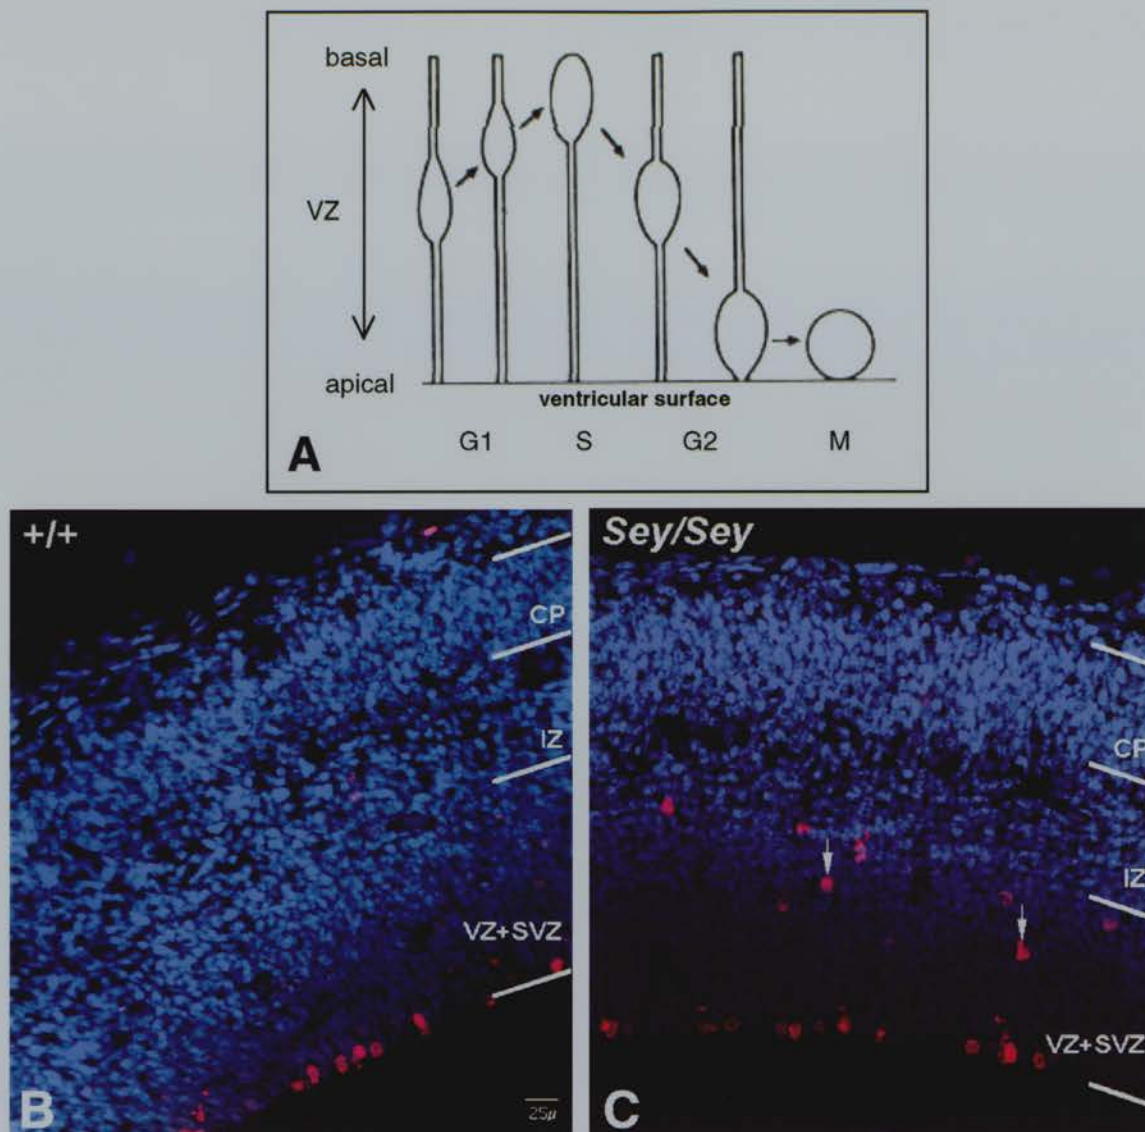 basal
VZ
apical
ventricular surface
A
G1 S G2 M
+/+
CP
IZ
VZ+SVZ
B
25µ
Sey/Sey
CP
IZ
VZ+SVZ
C